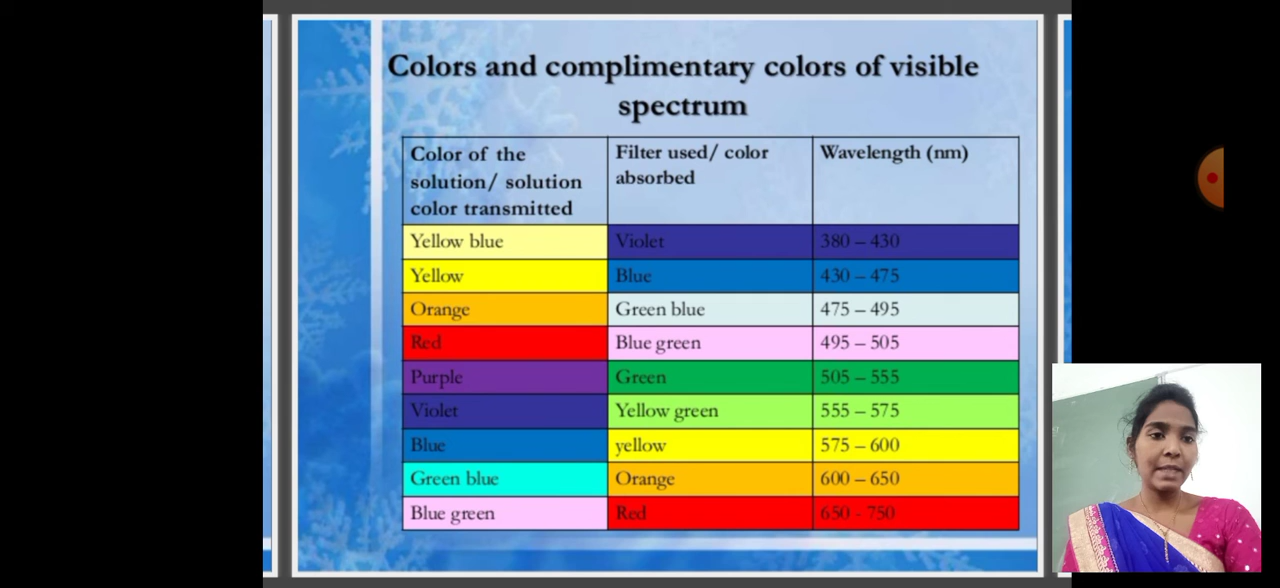 Colors and complimentary colors of visible
spectrum
Color of the
solution/ solution
color transmitted
Filter used/ color
absorbed
Wavelength (nm)
Yellow blue Violet 380 – 430
Yellow Blue 430 – 475
Orange Green blue 475 – 495
Red Blue green 495 – 505
Purple Green 505 – 555
Violet Yellow green 555 – 575
Blue yellow 575 – 600
Green blue Orange 600 – 650
Blue green Red 650 - 750